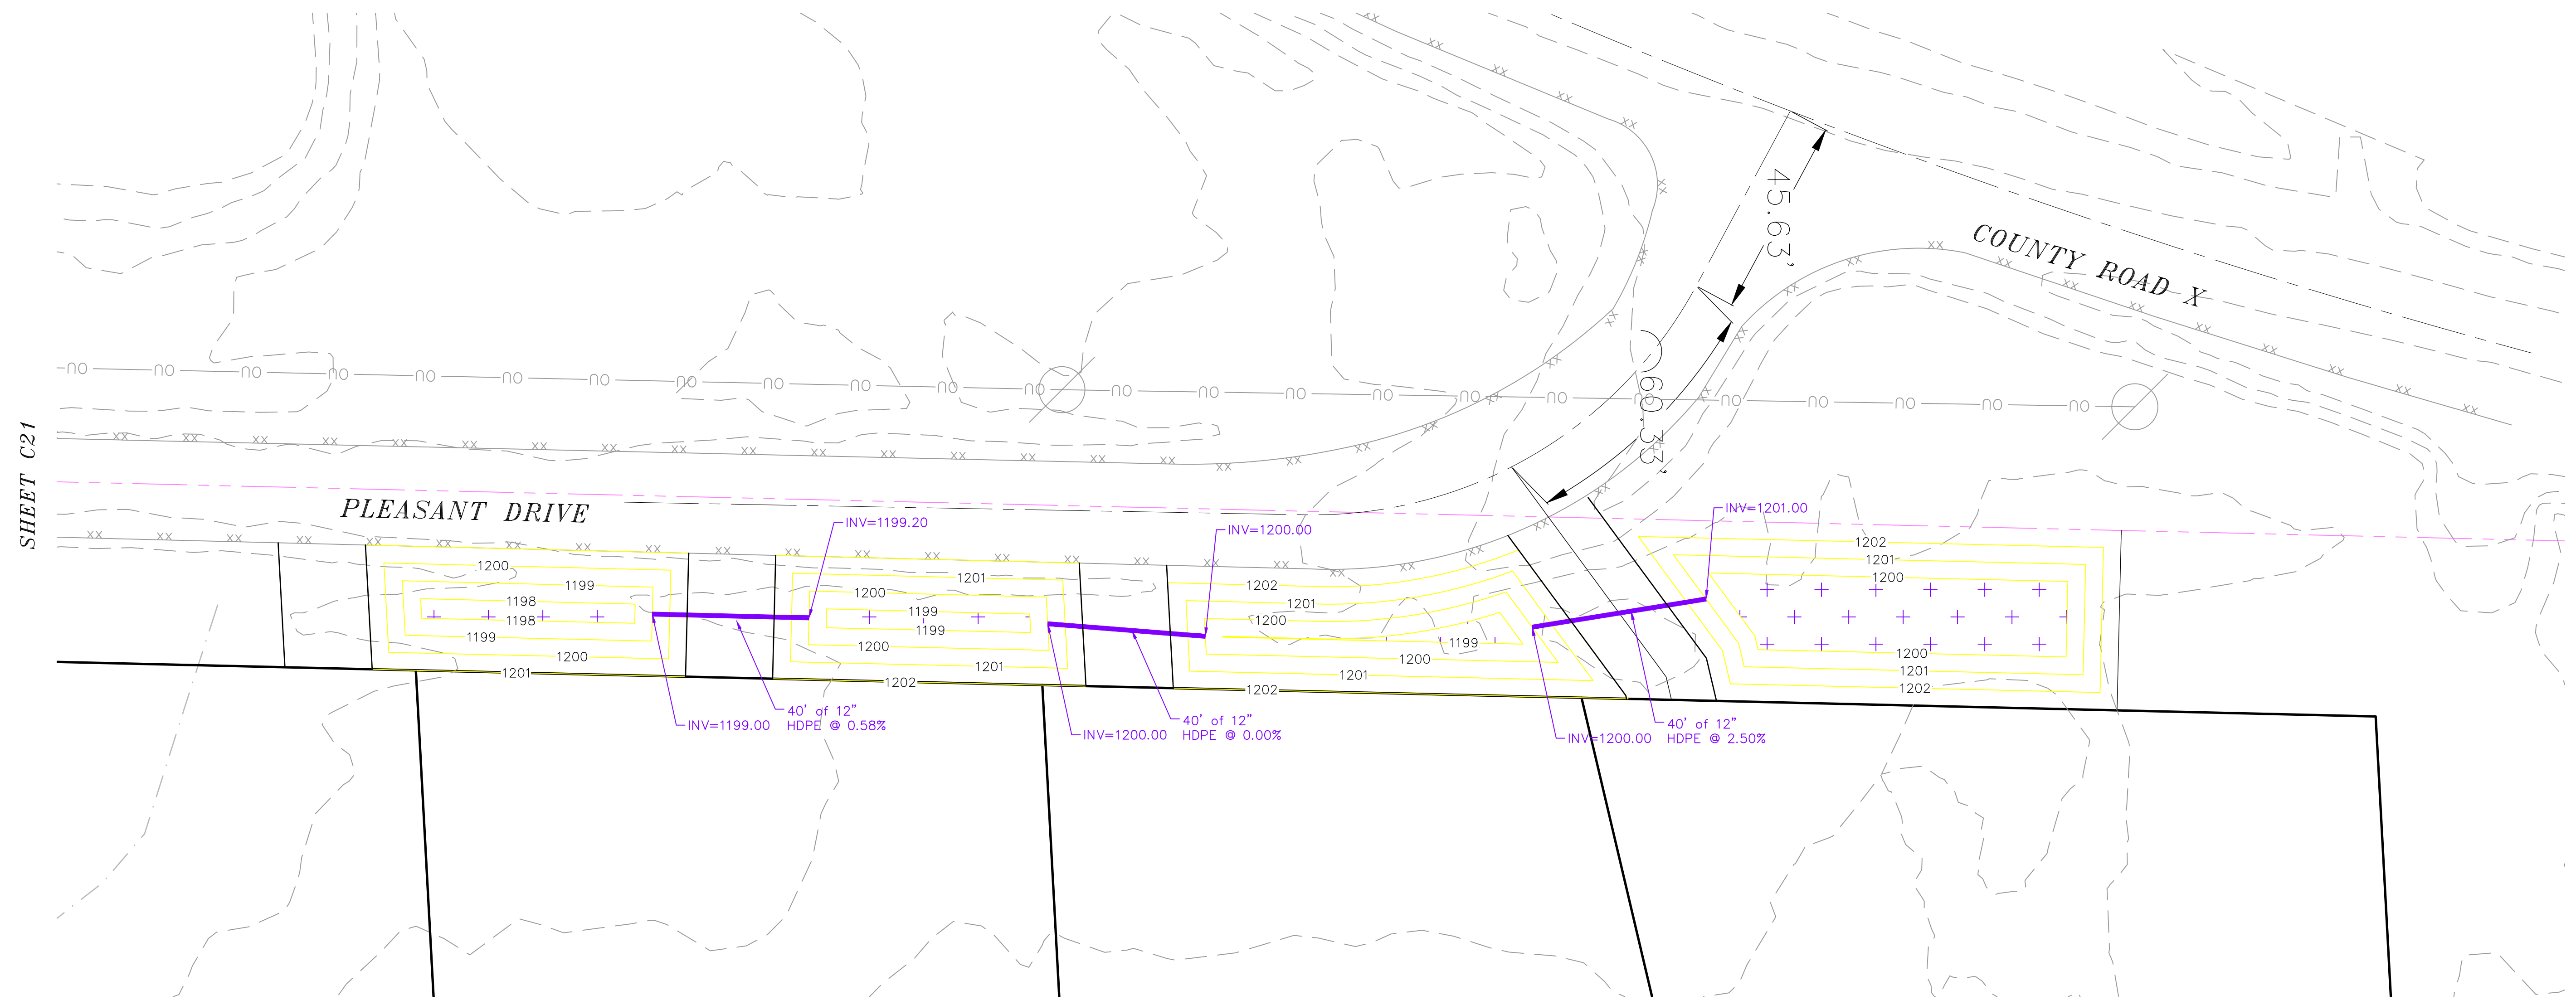 45.63'
COUNTY ROAD X
60.33'
SHEET C21
PLEASANT DRIVE
INV=1199.20
INV=1200.00
INV=1201.00
1200
1199
1198
1198
1199
1200
1201
1201
1200
1199
1199
1200
1201
1202
1202
1201
1200
1199
1200
1201
1202
1202
1201
1200
1200
1201
1202
INV=1199.00
40' of 12"
HDPE @ 0.58%
INV=1200.00
40' of 12"
HDPE @ 0.00%
INV=1200.00
40' of 12"
HDPE @ 2.50%